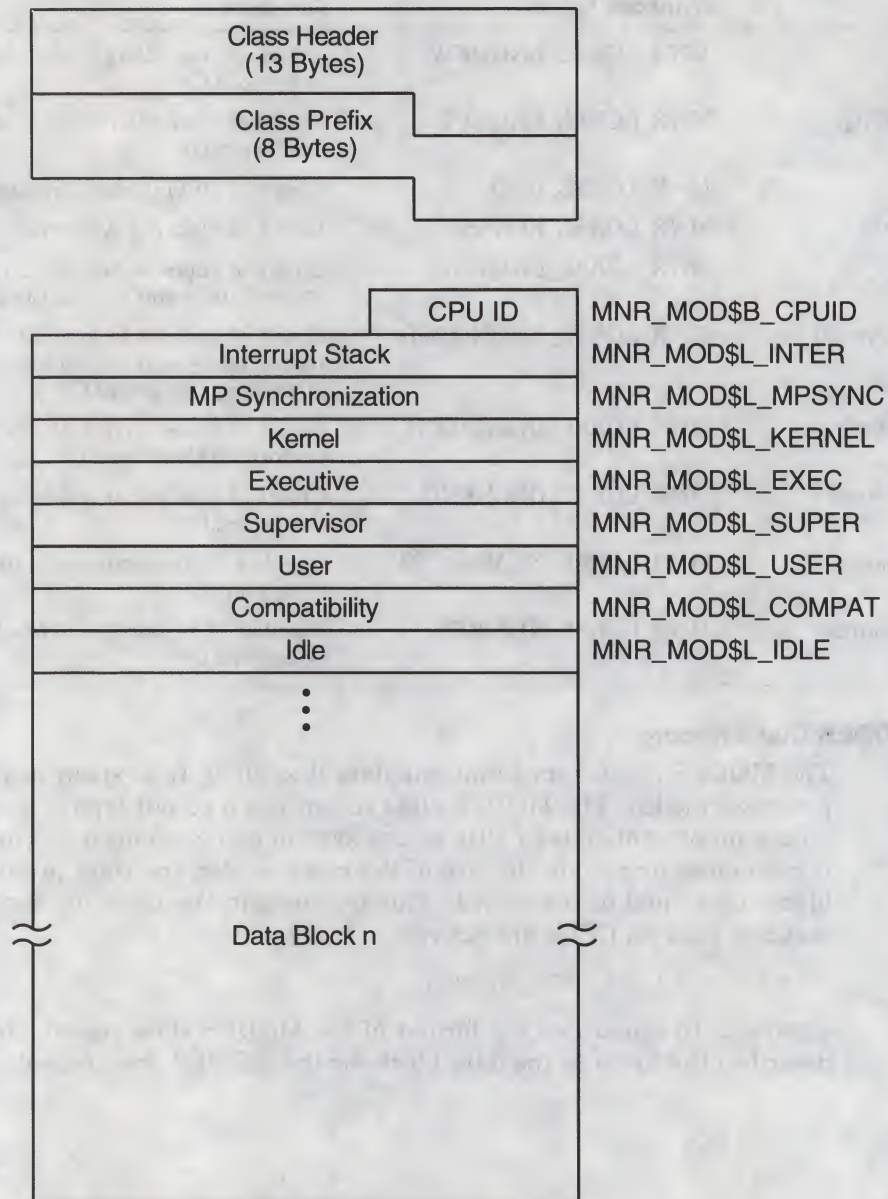 Class Header
(13 Bytes)
Class Prefix
(8 Bytes)
CPU ID MNR_MOD$B_CPUID
Interrupt Stack MNR_MOD$L_INTER
MP Synchronization MNR_MOD$L_MPSYNC
Kernel MNR_MOD$L_KERNEL
Executive MNR_MOD$L_EXEC
Supervisor MNR_MOD$L_SUPER
User MNR_MOD$L_USER
Compatibility MNR_MOD$L_COMPAT
Idle MNR_MOD$L_IDLE
Data Block n